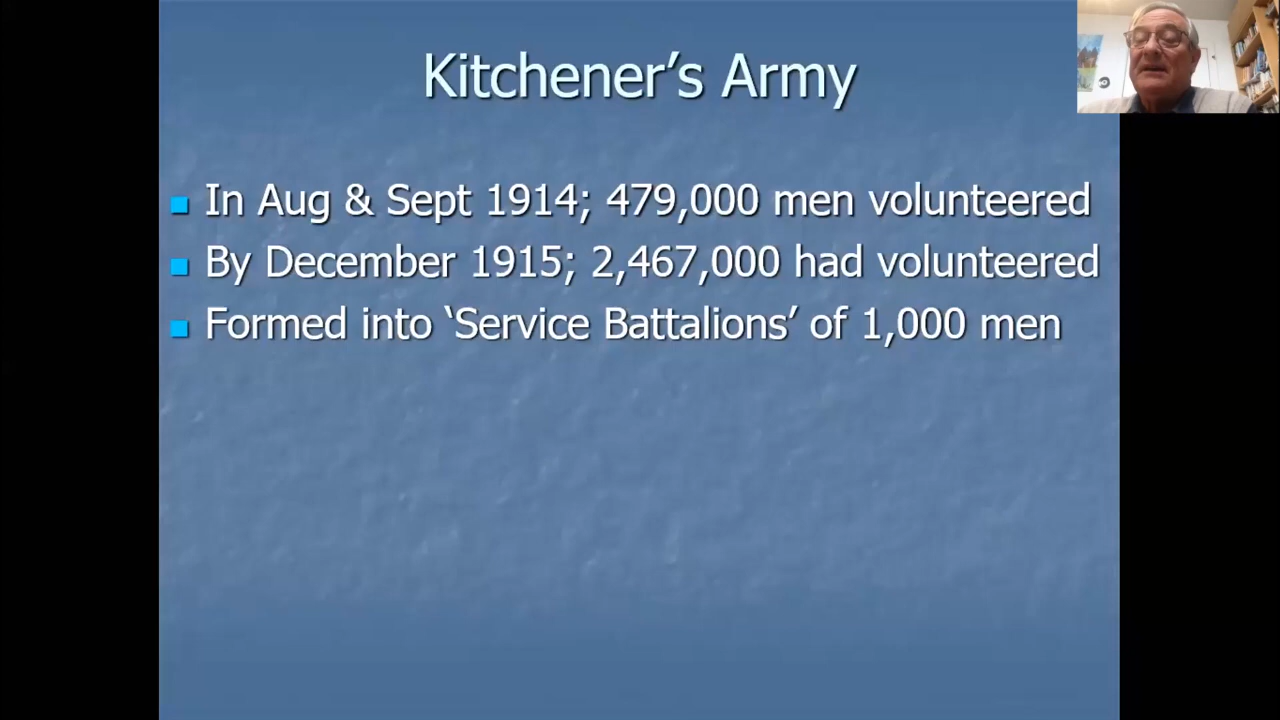 Kitchener’s Army
In Aug & Sept 1914; 479,000 men volunteered
By December 1915; 2,467,000 had volunteered
Formed into ‘Service Battalions’ of 1,000 men